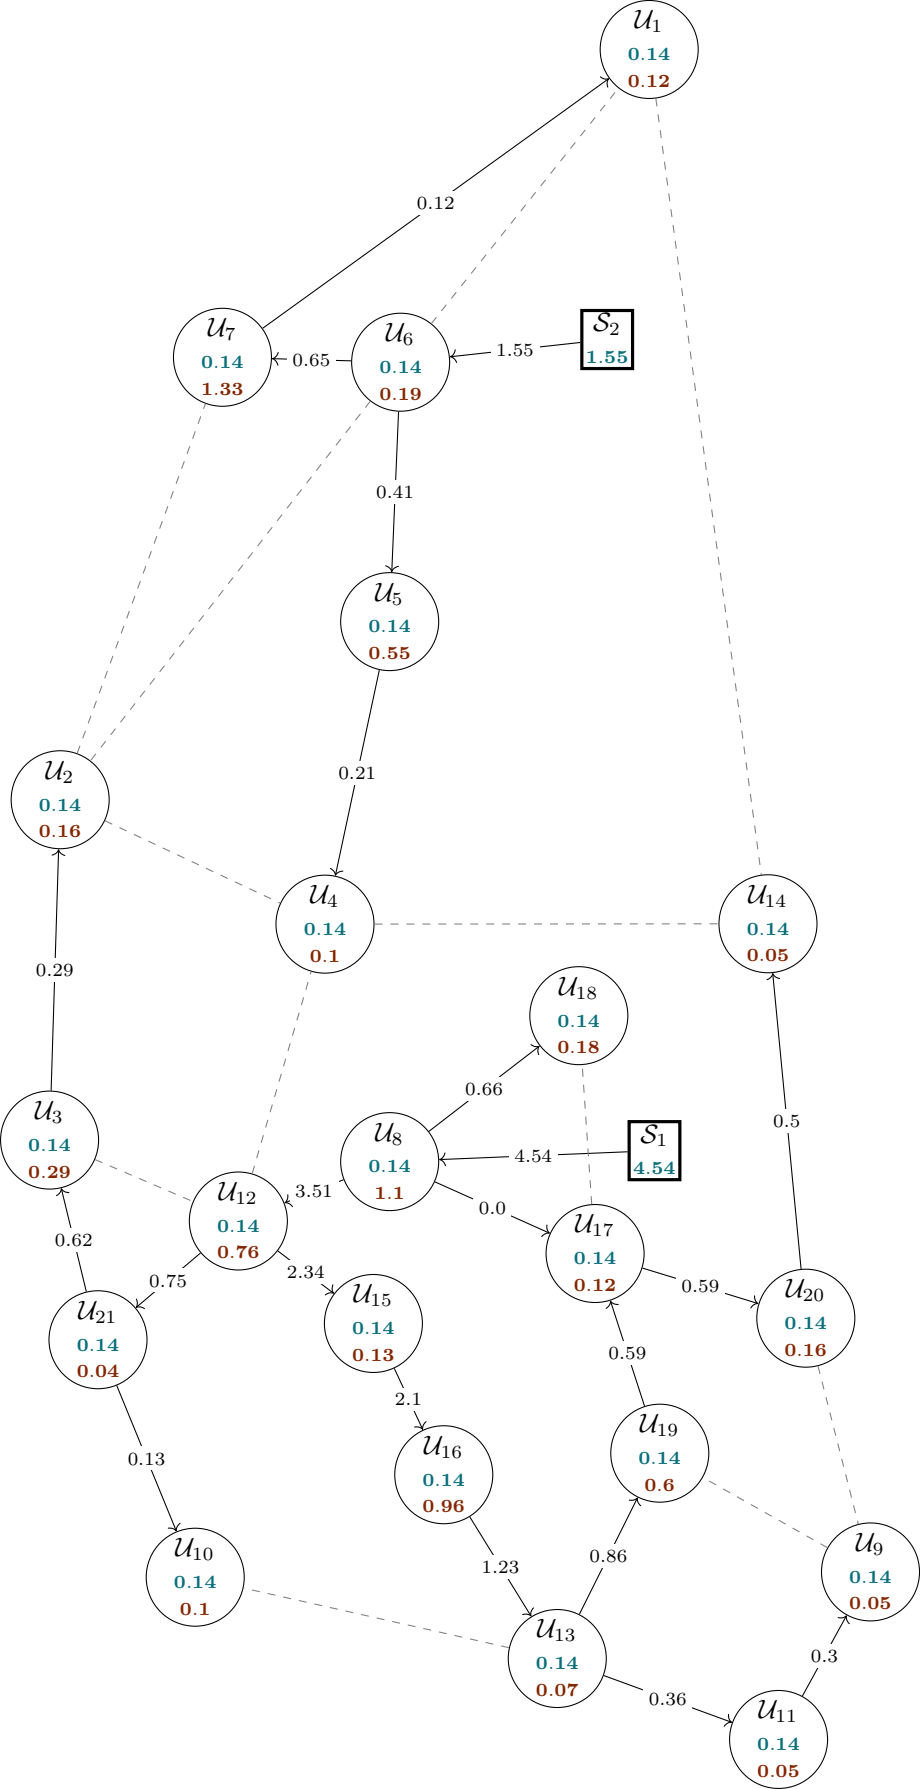 𝒰₁
0.14
0.12
0.12
𝒰₇
0.14
1.33
0.65
𝒰₆
0.14
0.19
1.55
𝒮₂
1.55
0.41
𝒰₅
0.14
0.55
0.21
𝒰₂
0.14
0.16
𝒰₄
0.14
0.1
𝒰₁₄
0.14
0.05
0.29
𝒰₁₈
0.14
0.18
0.66
𝒰₃
0.14
0.29
𝒰₈
0.14
1.1
4.54
𝒮₁
4.54
0.5
𝒰₁₂
0.14
0.76
3.51
0.0
𝒰₁₇
0.14
0.12
0.62
0.75
2.34
0.59
𝒰₂₀
0.14
0.16
𝒰₂₁
0.14
0.04
𝒰₁₅
0.14
0.13
0.59
2.1
0.13
𝒰₁₆
0.14
0.96
𝒰₁₉
0.14
0.6
𝒰₁₀
0.14
0.1
1.23
0.86
𝒰₉
0.14
0.05
𝒰₁₃
0.14
0.07
0.3
0.36
𝒰₁₁
0.14
0.05